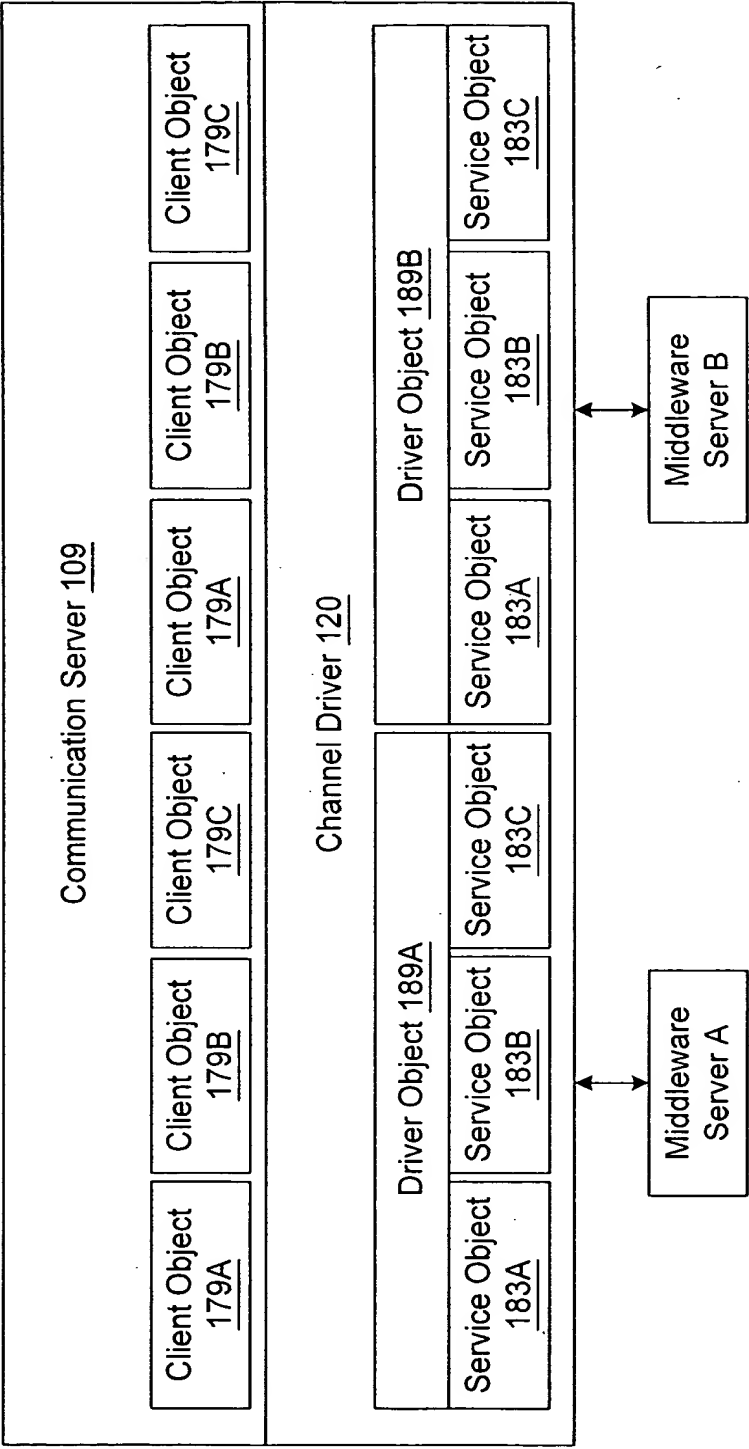 Communication Server 109
Client Object
179A
Client Object
179B
Client Object
179C
Client Object
179A
Client Object
179B
Client Object
179C
Channel Driver 120
Driver Object 189A
Driver Object 189B
Service Object
183A
Service Object
183B
Service Object
183C
Service Object
183A
Service Object
183B
Service Object
183C
Middleware
Server A
Middleware
Server B